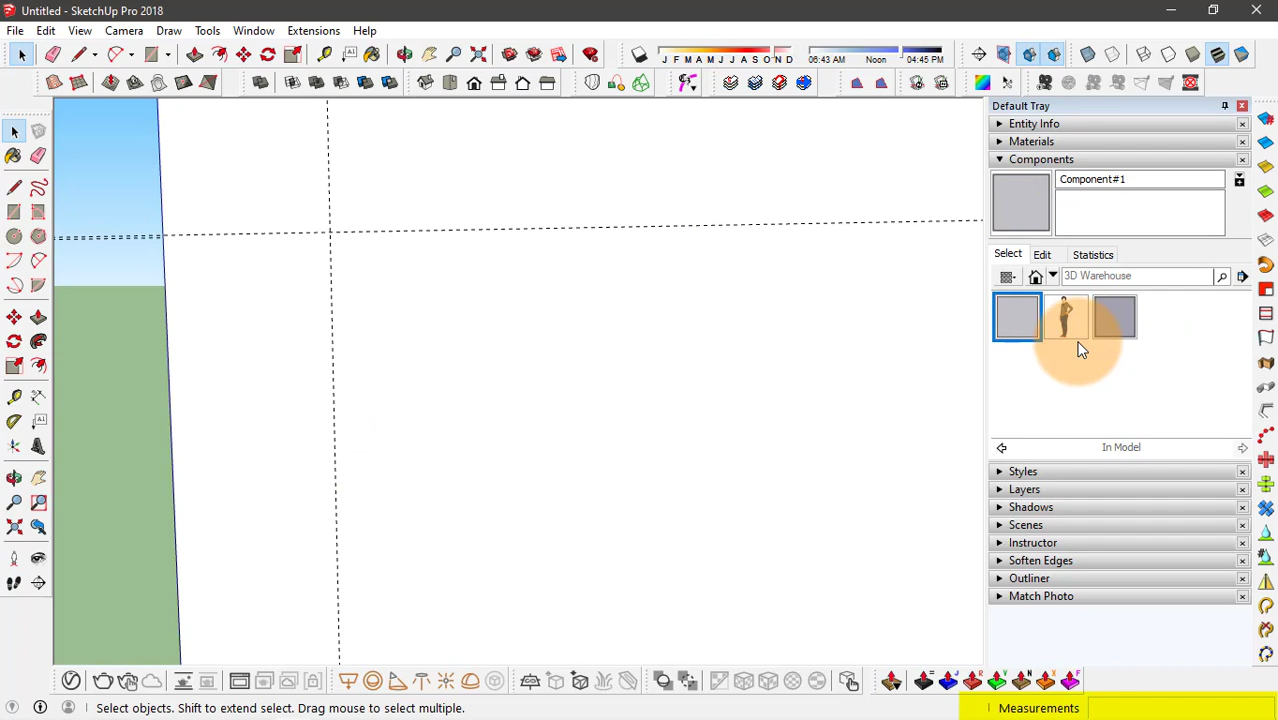 Untitled - SketchUp Pro 2018
File Edit View Camera Draw Tools Window Extensions Help
J F M A M J J A S O N D 06:43 AM Noon 04:45 PM
Default Tray
Entity Info
Materials
Components
Component#1
Select Edit Statistics
3D Warehouse
In Model
Styles
Layers
Shadows
Scenes
Instructor
Soften Edges
Outliner
Match Photo
Select objects. Shift to extend select. Drag mouse to select multiple. Measurements